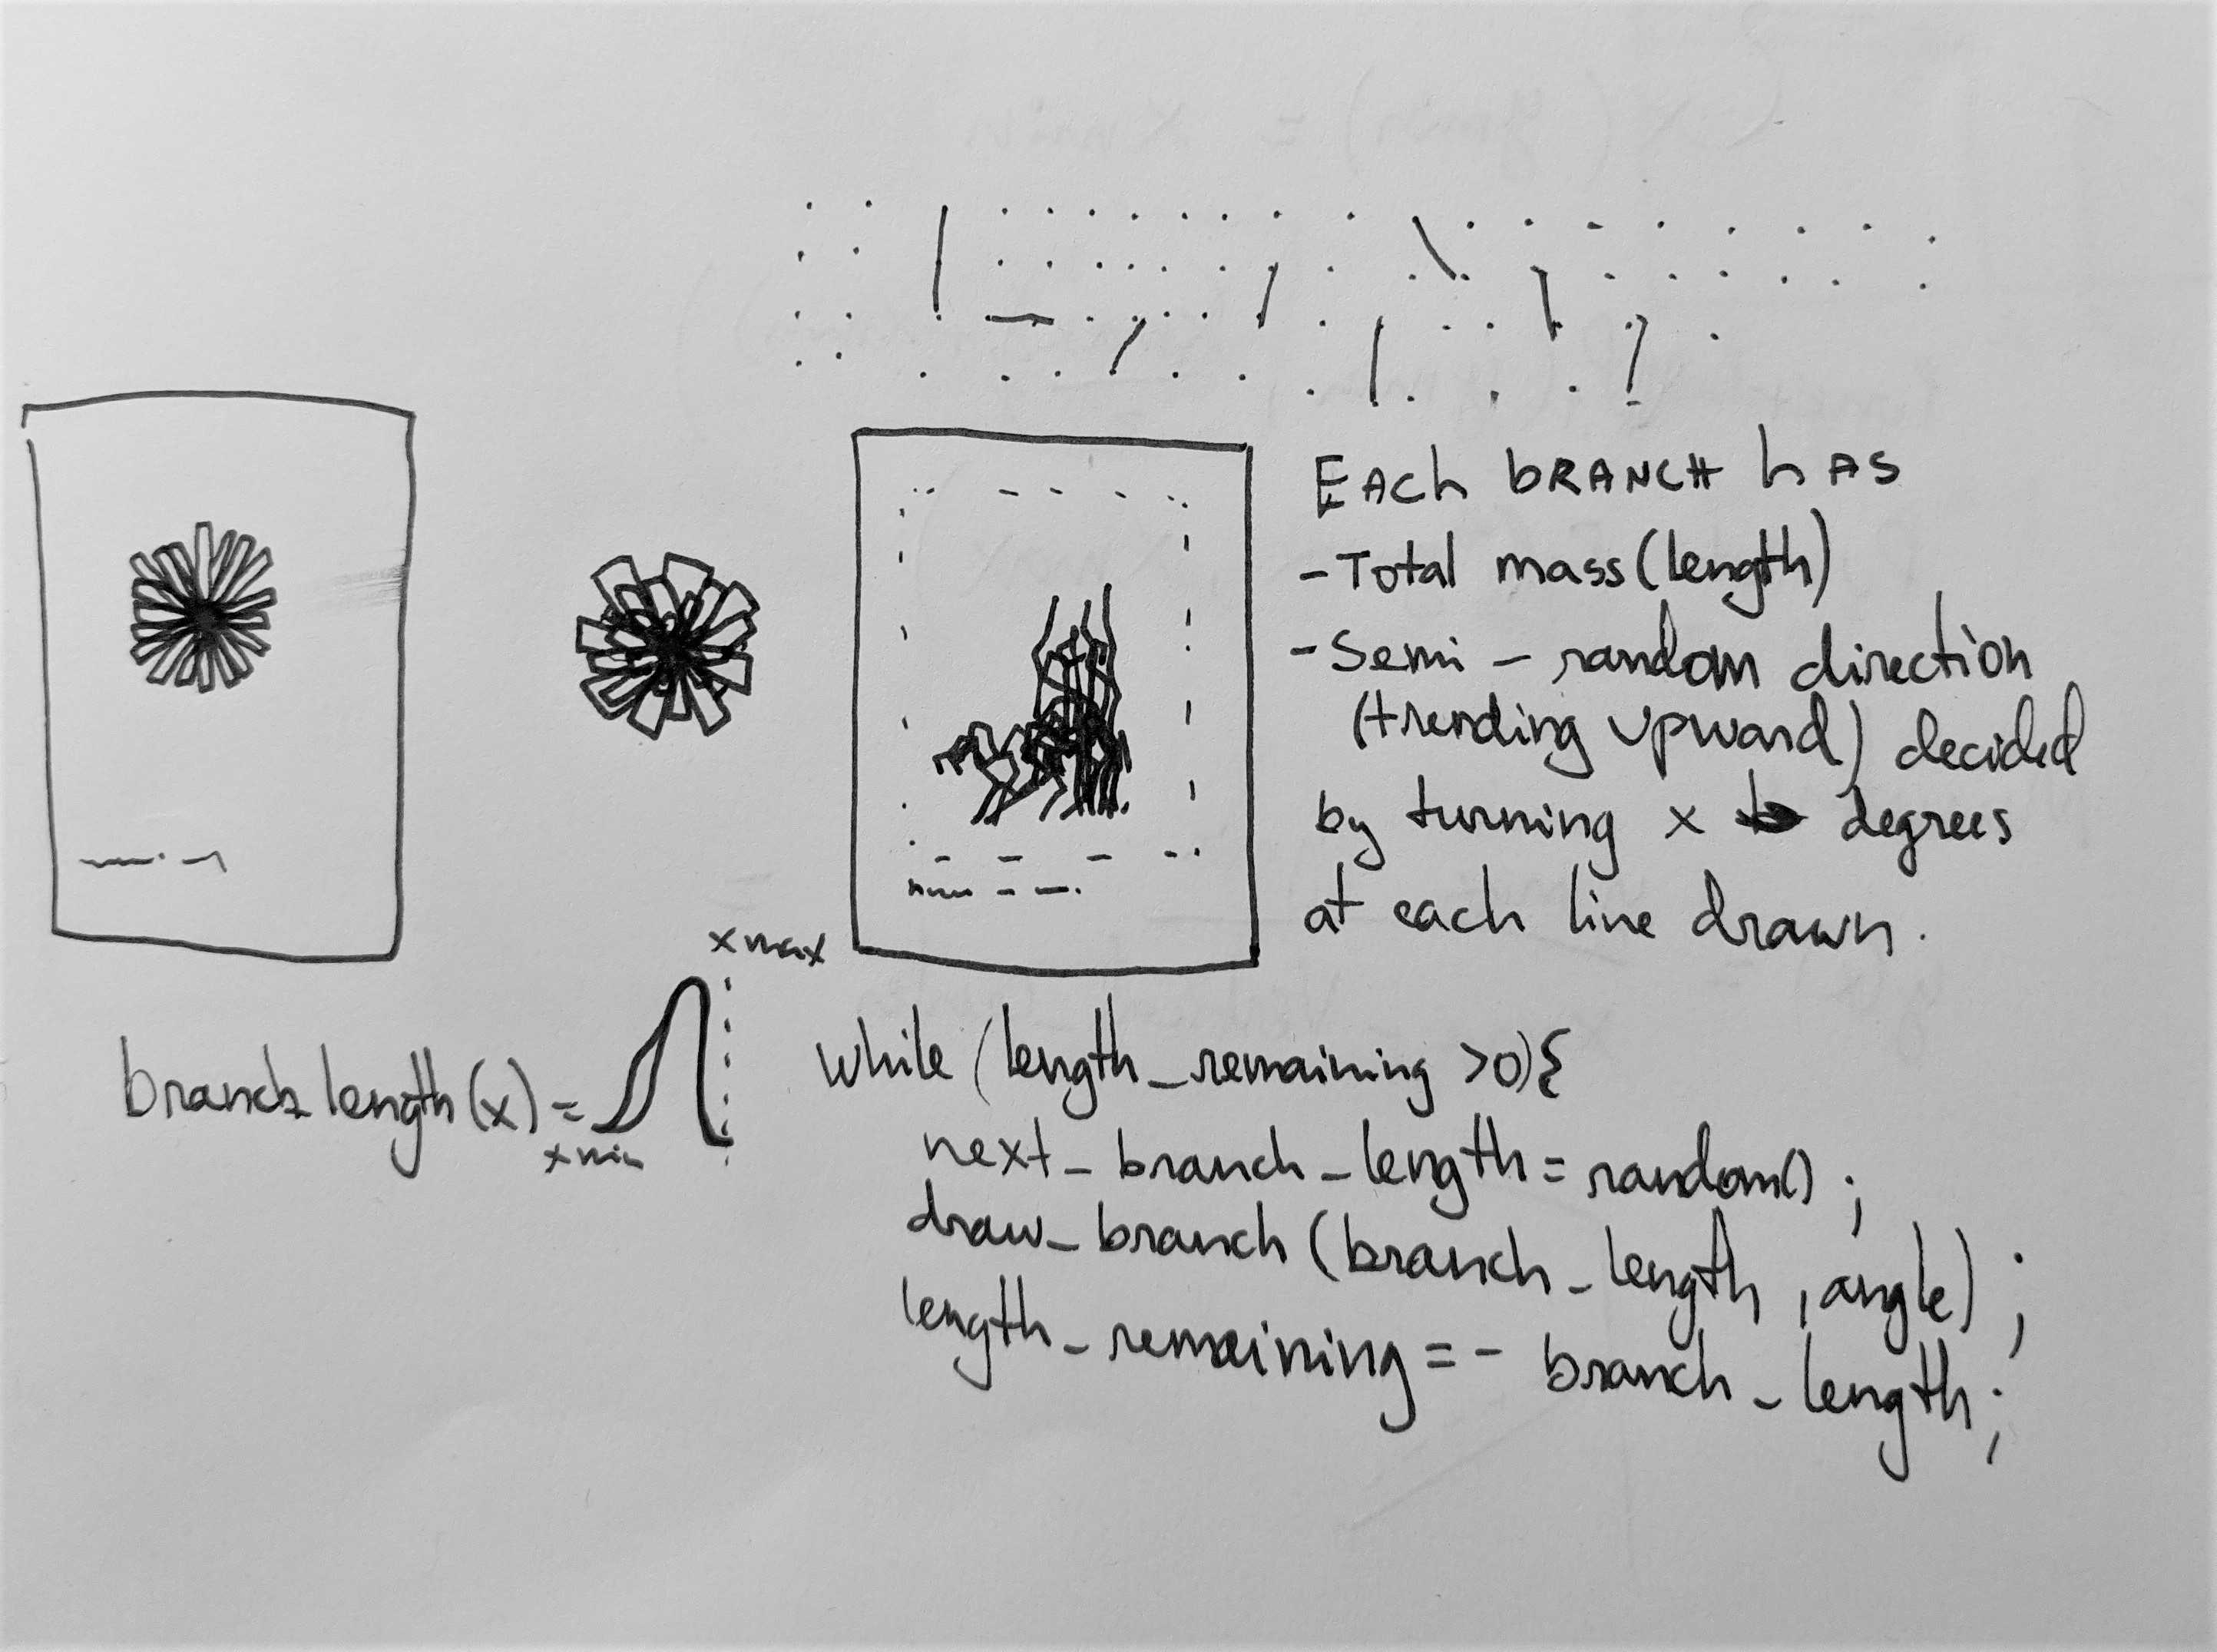 EACh bRANCH hAS
- Total mass (length)
- Semi - random direction
(trending upward) decided
by turning x degrees
at each line drawn.
x max
branch length (x) =
x min
while (length_remaining >0){
next_branch_length = random() ;
draw_branch (branch_length , angle) ;
length_remaining = - branch_length;